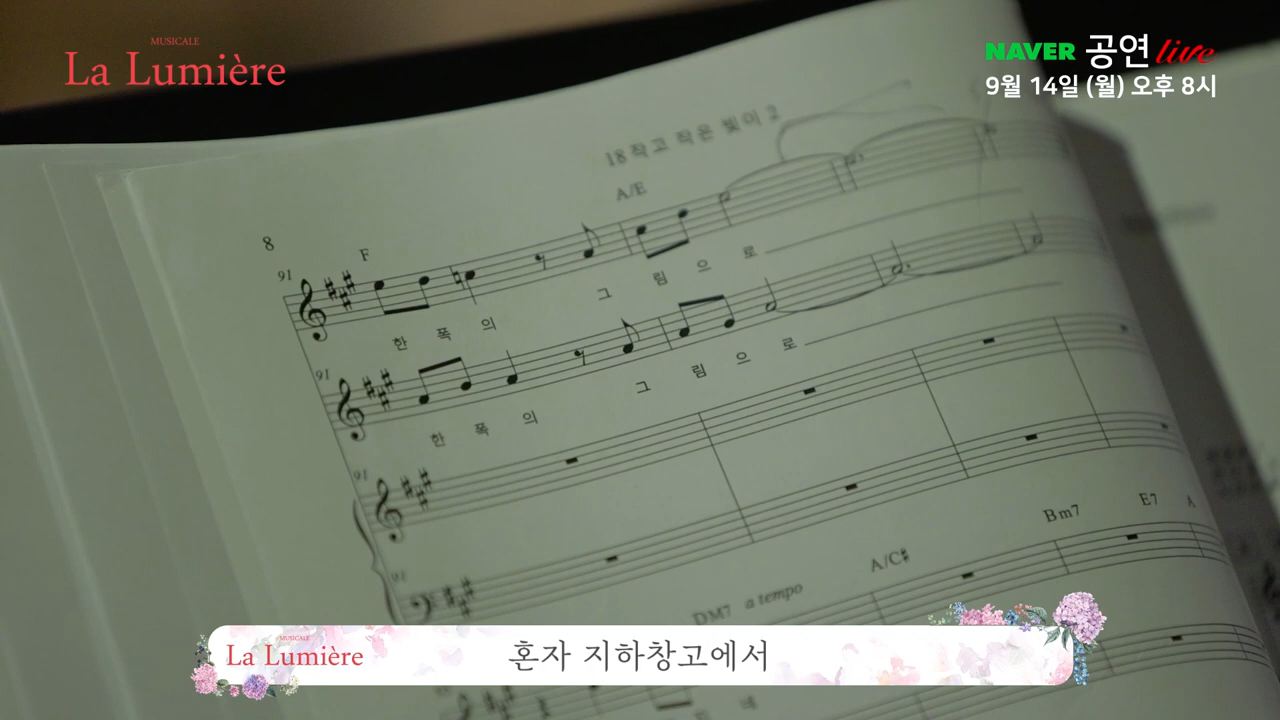 MUSICALE
La Lumière
NAVER 공연 live
9월 14일 (월) 오후 8시
18 작고 작은 빛이 2
8
A/E
F
91
한 폭의 그 림 으 로
91
한 폭 의 그 림 으 로
91
91
Bm7 E7 A
A/C#
DM7 a tempo
MUSICALE
La Lumière
혼자 지하창고에서